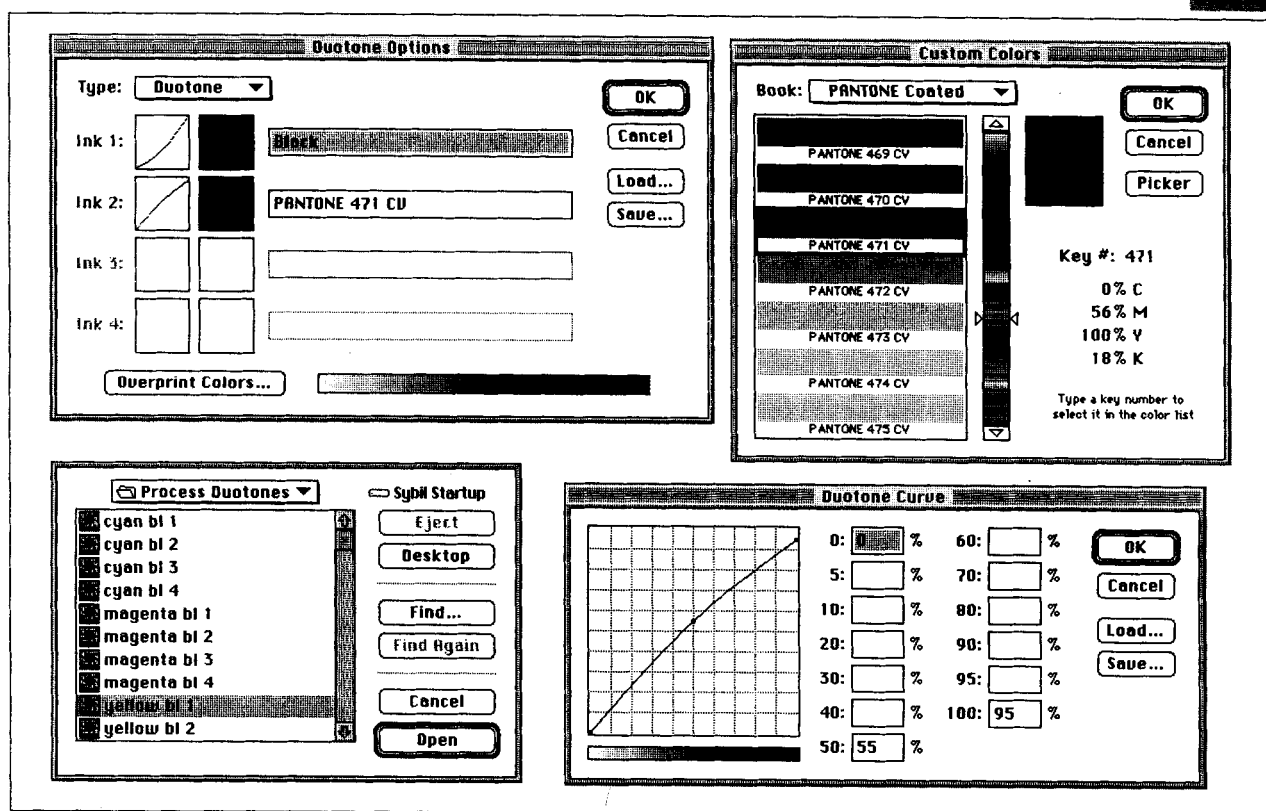 Duotone Options
Type: Duotone
OK
Ink 1: Black
Cancel
Load...
Ink 2: PANTONE 471 CV
Save...
Ink 3:
Ink 4:
Overprint Colors...
Custom Colors
Book: PANTONE Coated
OK
PANTONE 469 CV
Cancel
PANTONE 470 CV
Picker
PANTONE 471 CV
Key #: 471
PANTONE 472 CV
0% C
56% M
PANTONE 473 CV
100% Y
18% K
PANTONE 474 CV
Type a key number to
select it in the color list
PANTONE 475 CV
Process Duotones
Sybil Startup
cyan bl 1
Eject
cyan bl 2
Desktop
cyan bl 3
cyan bl 4
magenta bl 1
Find...
magenta bl 2
Find Again
magenta bl 3
magenta bl 4
yellow bl 1
Cancel
yellow bl 2
Open
Duotone Curve
0: 0 % 60: %
OK
5: % 70: %
Cancel
10: % 80: %
Load...
20: % 90: %
Save...
30: % 95: %
40: % 100: 95 %
50: 55 %